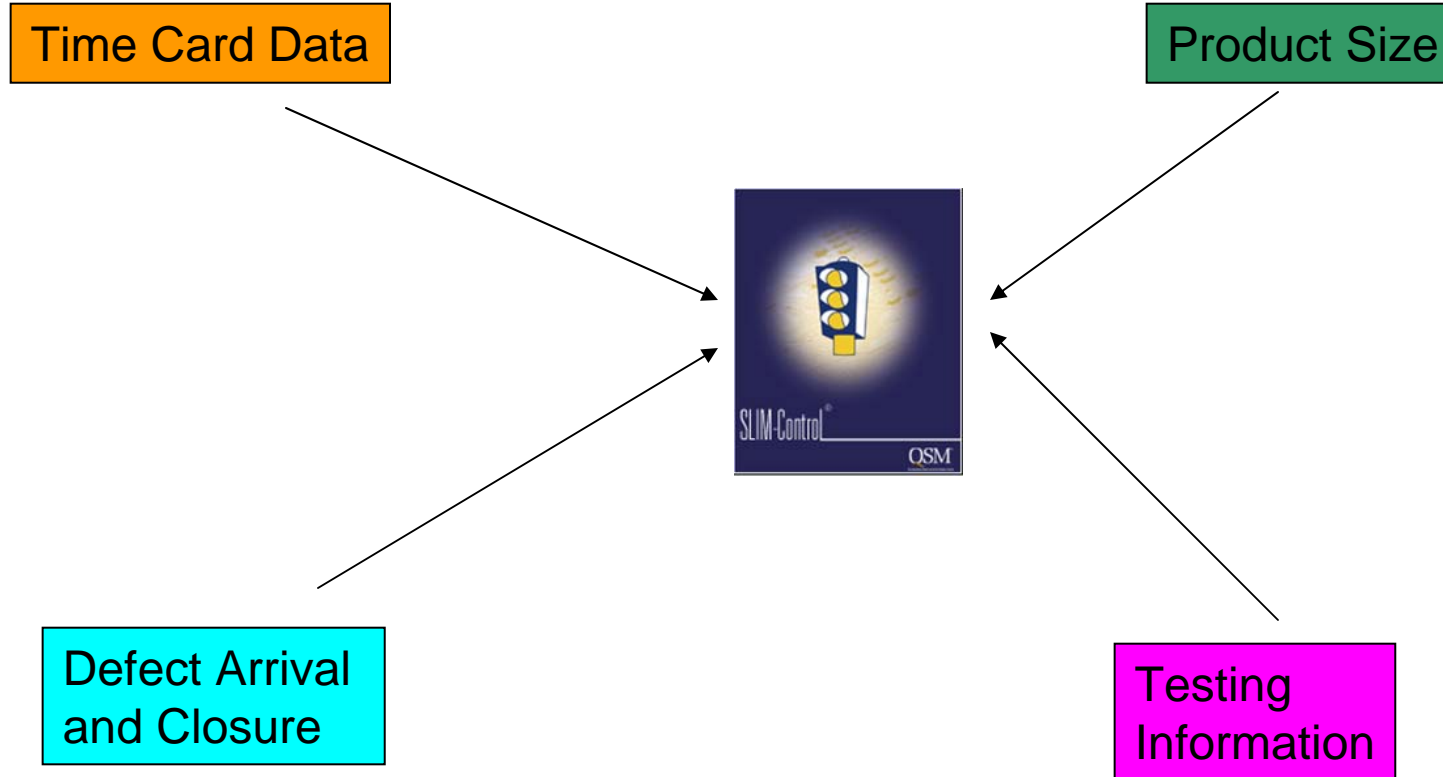 Time Card Data
Product Size
SLIM-Control©
QSM
Defect Arrival
and Closure
Testing
Information